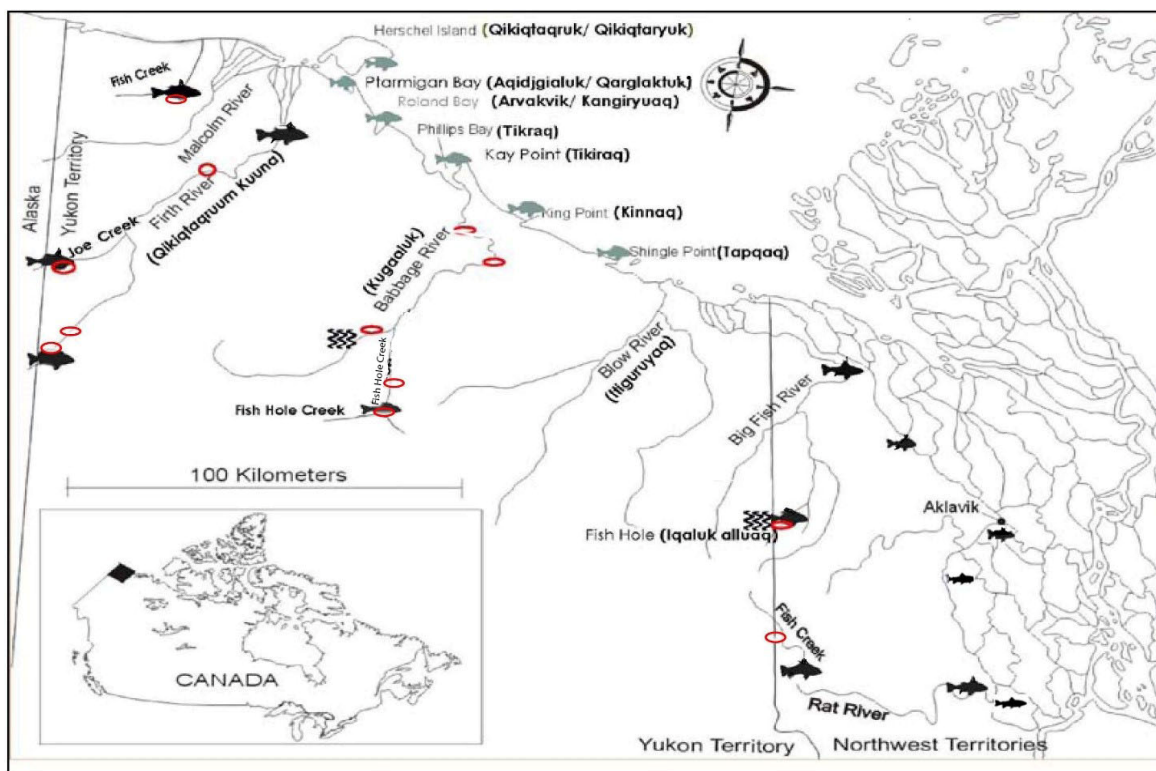 Herschel Island (Qikiqtaqruk/ Qikiqtaryuk)
Fish Creek
Ptarmigan Bay (Aqidjgialuk/ Qarglaktuk)
Roland Bay (Arvakvik/ Kangiryuaq)
Malcolm River
Phillips Bay (Tikraq)
Kay Point (Tikiraq)
Alaska
Yukon Territory
Firth River
(Qikiqtaqruum Kuuna)
Joe Creek
King Point (Kinnaq)
Shingle Point (Tapqaq)
(Kugaaluk)
Babbage River
Fish Hole Creek
Fish Hole Creek
Blow River
(Itiguruyaq)
Big Fish River
100 Kilometers
Aklavik
Fish Hole (Iqaluk alluaq)
Fish Creek
CANADA
Rat River
Yukon Territory
Northwest Territories